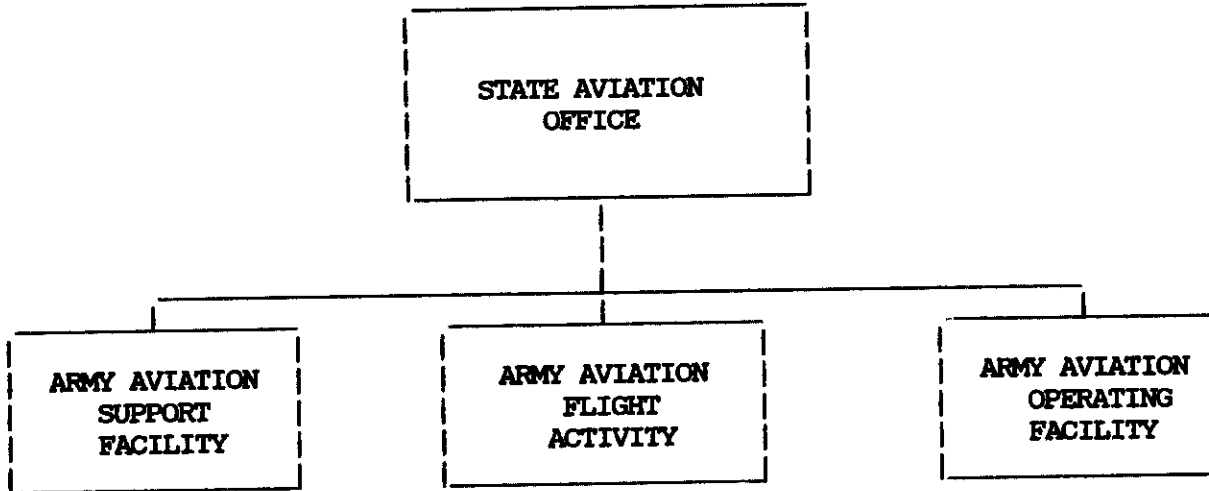 STATE AVIATION
OFFICE
ARMY AVIATION
SUPPORT
FACILITY
ARMY AVIATION
FLIGHT
ACTIVITY
ARMY AVIATION
OPERATING
FACILITY